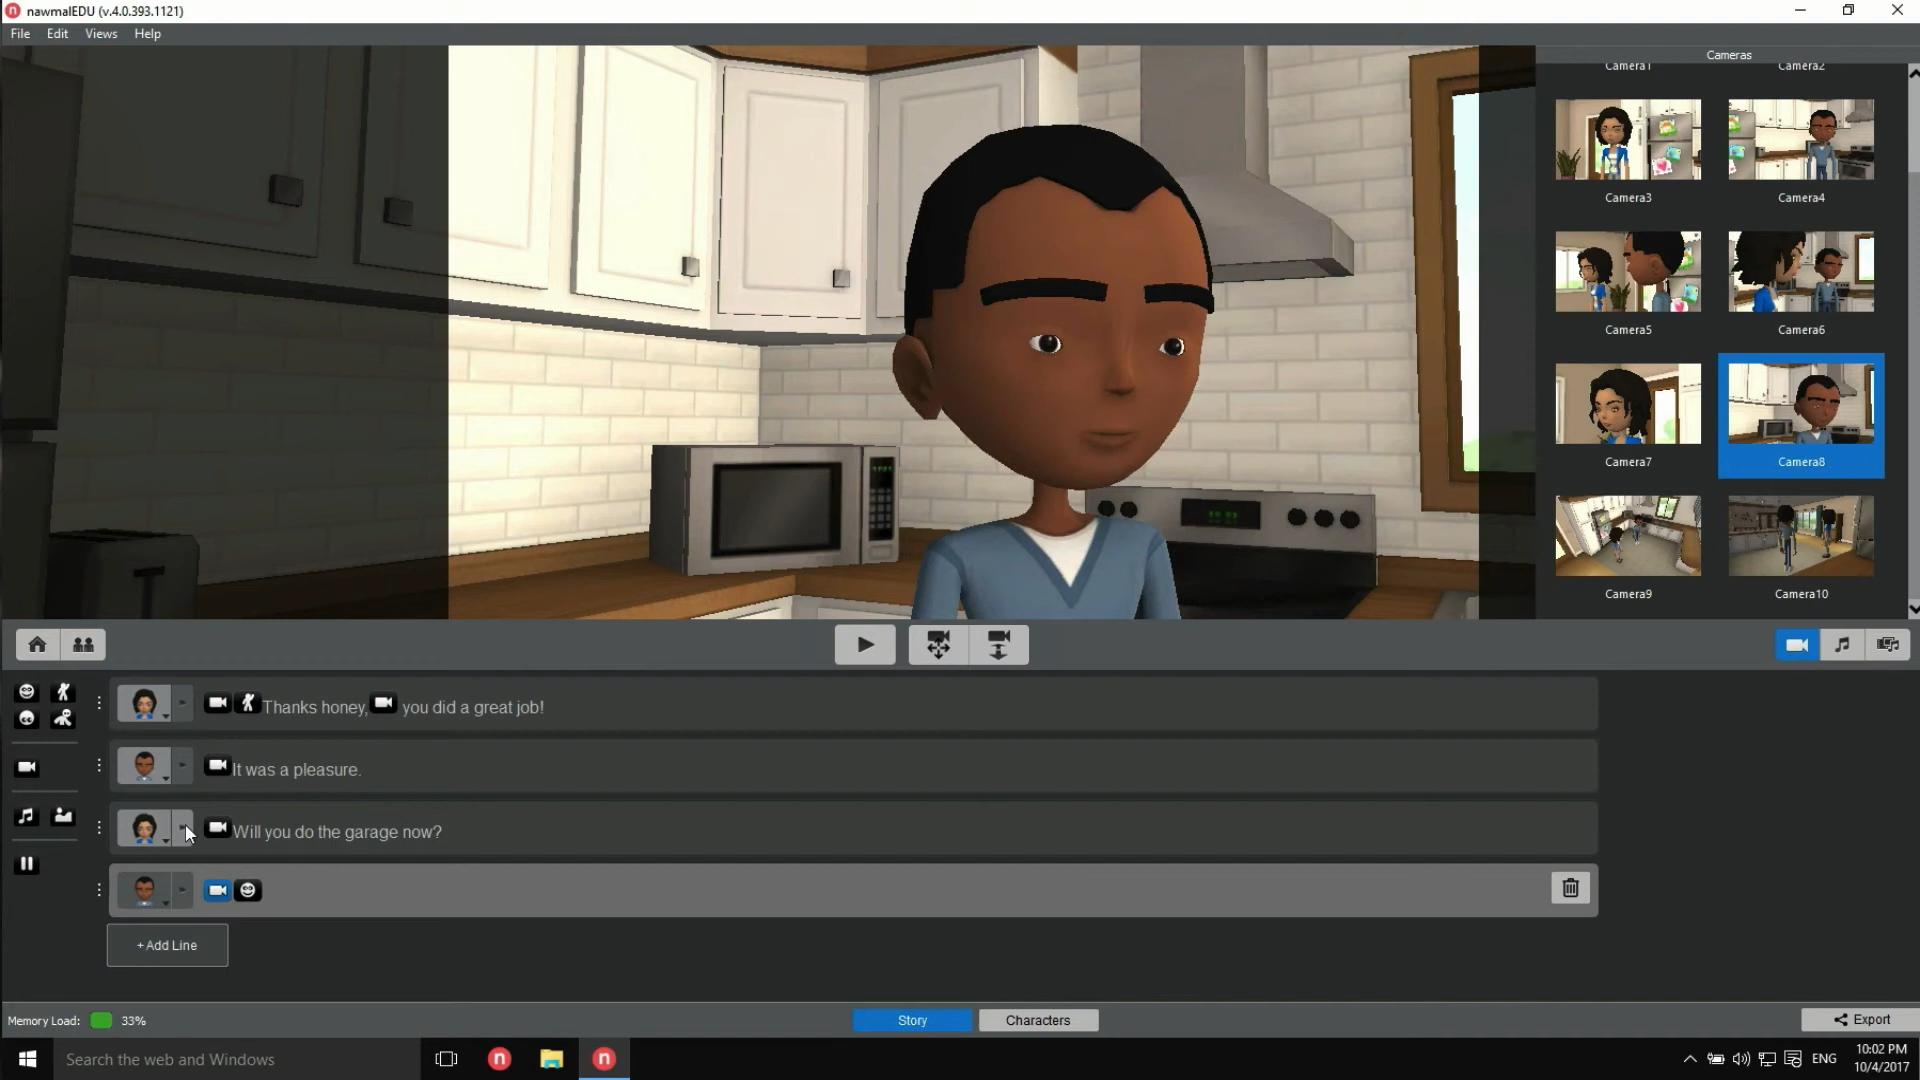 nawmalEDU (v.4.0.393.1121)
File Edit Views Help
Cameras
Camera1 Camera2
Camera3 Camera4
Camera5 Camera6
Camera7 Camera8
Camera9 Camera10
Thanks honey, you did a great job!
It was a pleasure.
Will you do the garage now?
+ Add Line
Memory Load: 33% Story Characters Export
Search the web and Windows
ENG
10:02 PM
10/4/2017